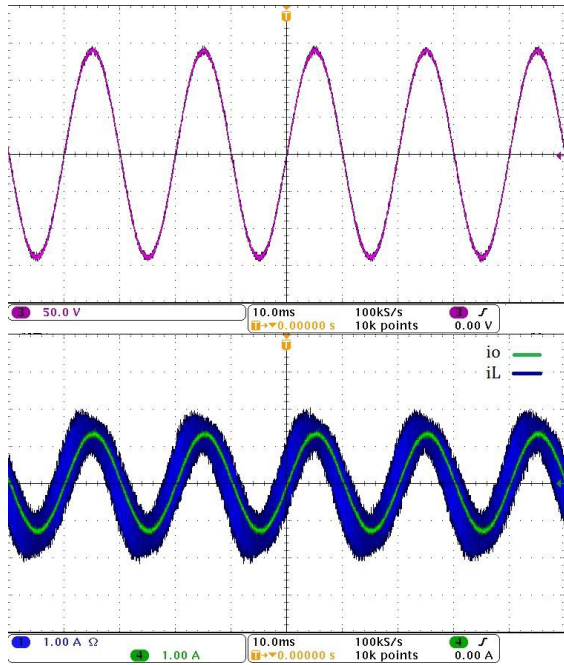 T
3 50.0 V
10.0ms 100kS/s 3
T→▼0.00000 s 10k points 0.00 V
T
io
iL
1 1.00 A Ω
4 1.00 A
10.0ms 100kS/s 4
T→▼0.00000 s 10k points 0.00 A